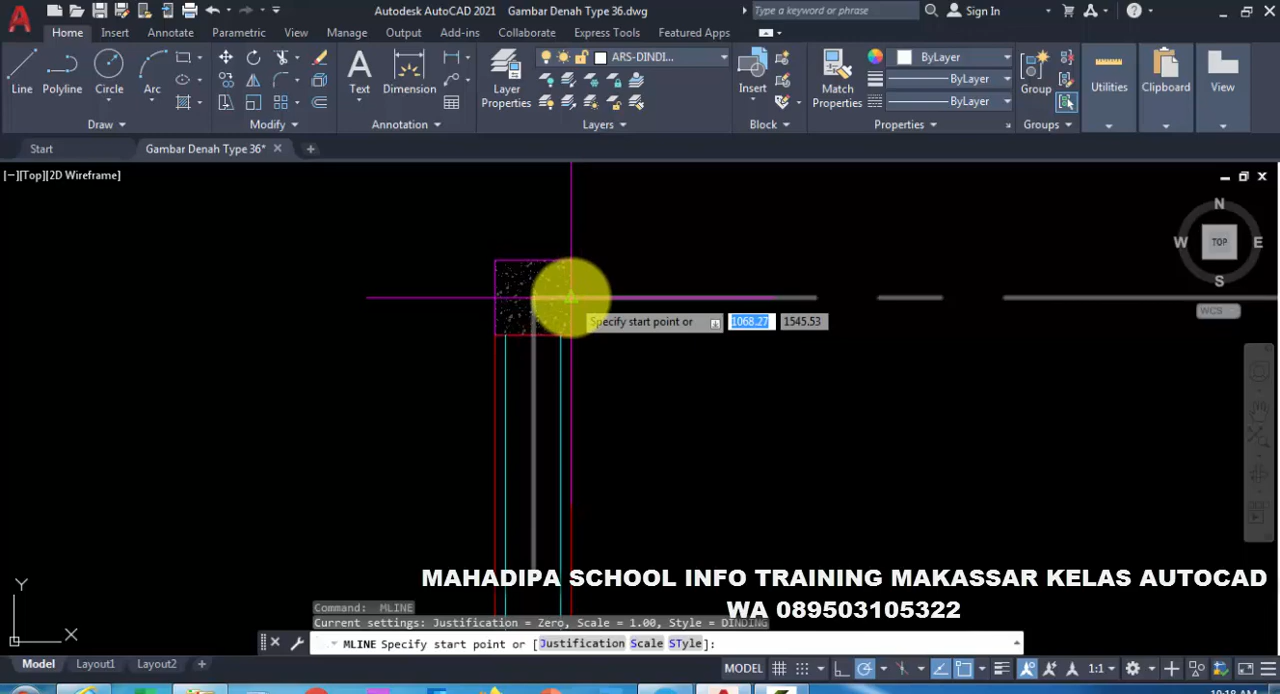 Autodesk AutoCAD 2021 Gambar Denah Type 36.dwg
Type a keyword or phrase
Sign In
Home Insert Annotate Parametric View Manage Output Add-ins Collaborate Express Tools Featured Apps
ARS-DINDI...
ByLayer
ByLayer
ByLayer
Line Polyline Circle Arc
Text Dimension
Layer Properties
Insert
Match Properties
Group
Utilities
Clipboard
View
Draw Modify Annotation Layers Block Properties Groups
Start Gambar Denah Type 36*
[−][Top][2D Wireframe]
N
W TOP E
S
WCS
Specify start point or 1068.27 1545.53
MAHADIPA SCHOOL INFO TRAINING MAKASSAR KELAS AUTOCAD
WA 089503105322
Y
X
Command: MLINE
Current settings: Justification = Zero, Scale = 1.00, Style = DINDING
MLINE Specify start point or [Justification Scale STyle]:
Model Layout1 Layout2
MODEL 1:1
10:18 AM